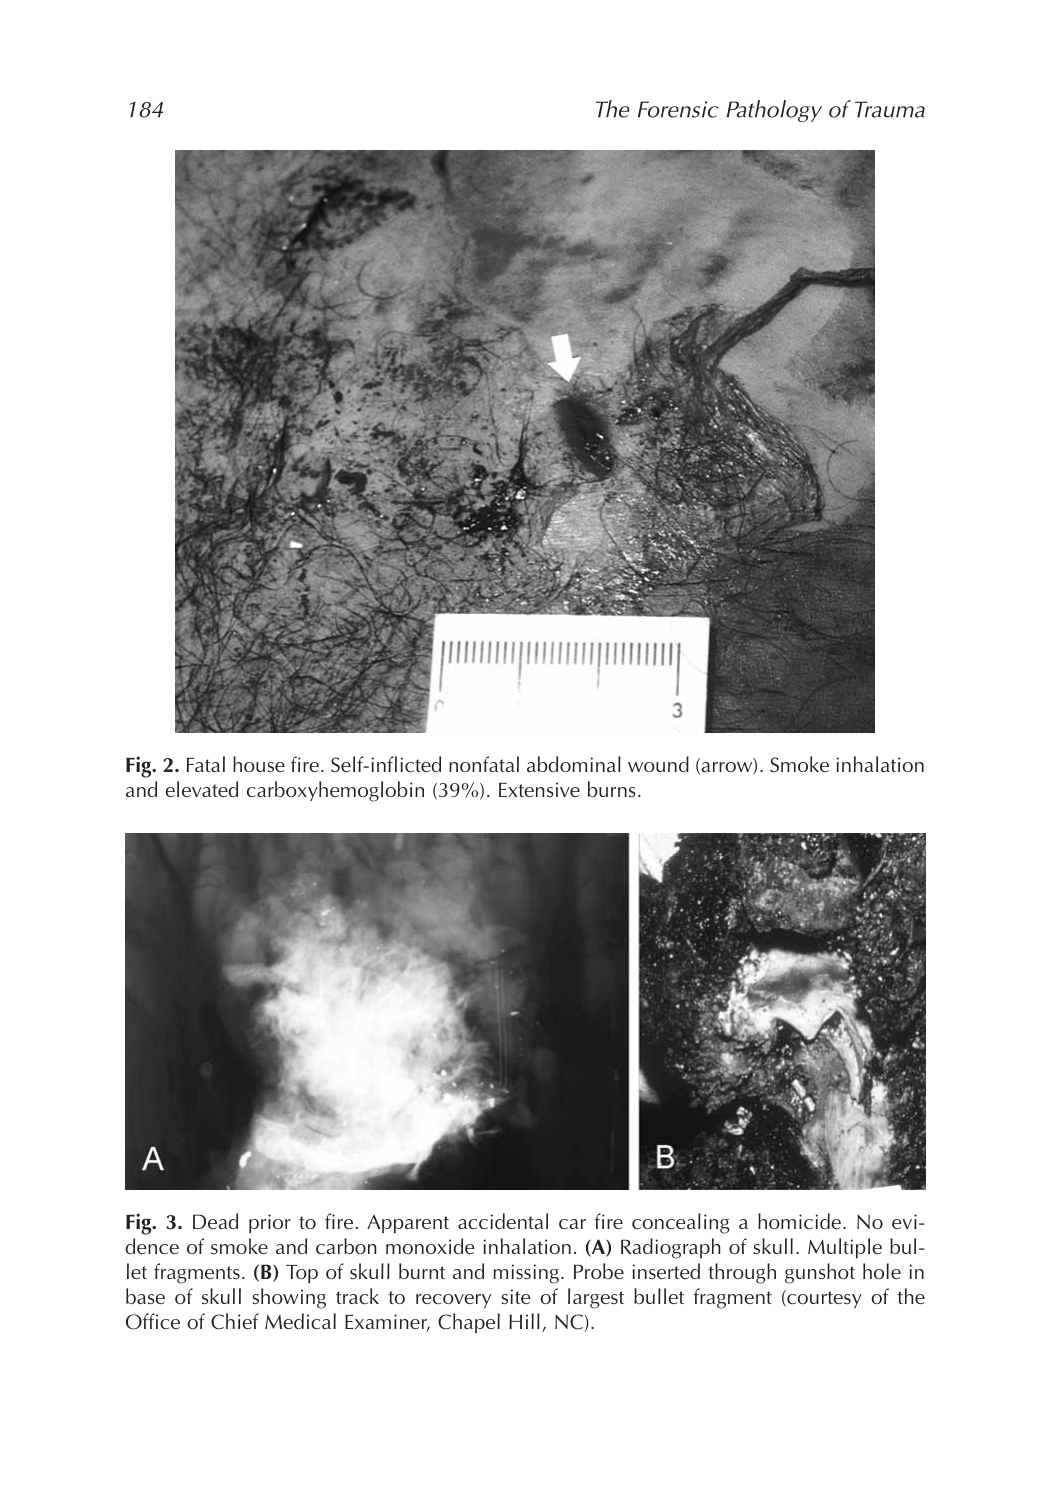 184 The Forensic Pathology of Trauma
3
Fig. 2. Fatal house fire. Self-inflicted nonfatal abdominal wound (arrow). Smoke inhalation
and elevated carboxyhemoglobin (39%). Extensive burns.
A B
Fig. 3. Dead prior to fire. Apparent accidental car fire concealing a homicide. No evi-
dence of smoke and carbon monoxide inhalation. (A) Radiograph of skull. Multiple bul-
let fragments. (B) Top of skull burnt and missing. Probe inserted through gunshot hole in
base of skull showing track to recovery site of largest bullet fragment (courtesy of the
Office of Chief Medical Examiner, Chapel Hill, NC).